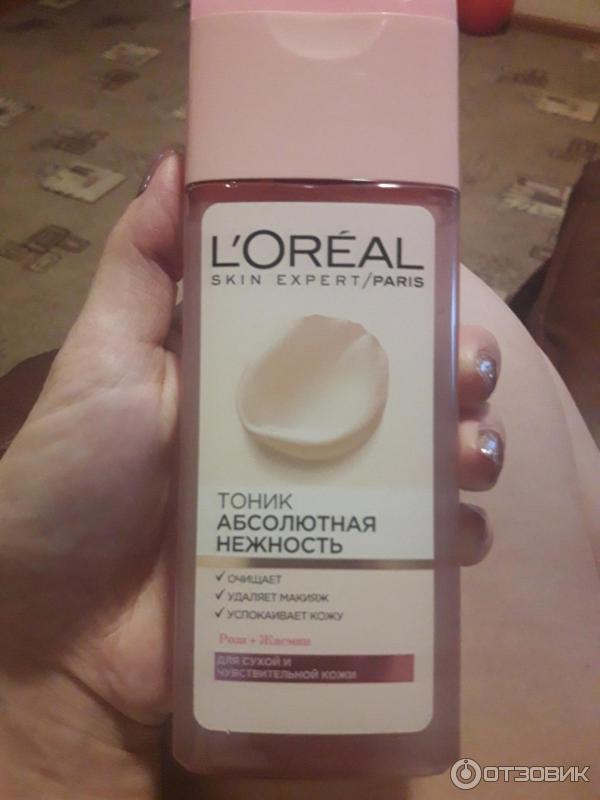 L'ORÉAL
SKIN EXPERT/PARIS
ТОНИК
АБСОЛЮТНАЯ
НЕЖНОСТЬ
✓ ОЧИЩАЕТ
✓ УДАЛЯЕТ МАКИЯЖ
✓ УСПОКАИВАЕТ КОЖУ
Роза + Жасмин
ДЛЯ СУХОЙ И
ЧУВСТВИТЕЛЬНОЙ КОЖИ
ОТЗОВИК